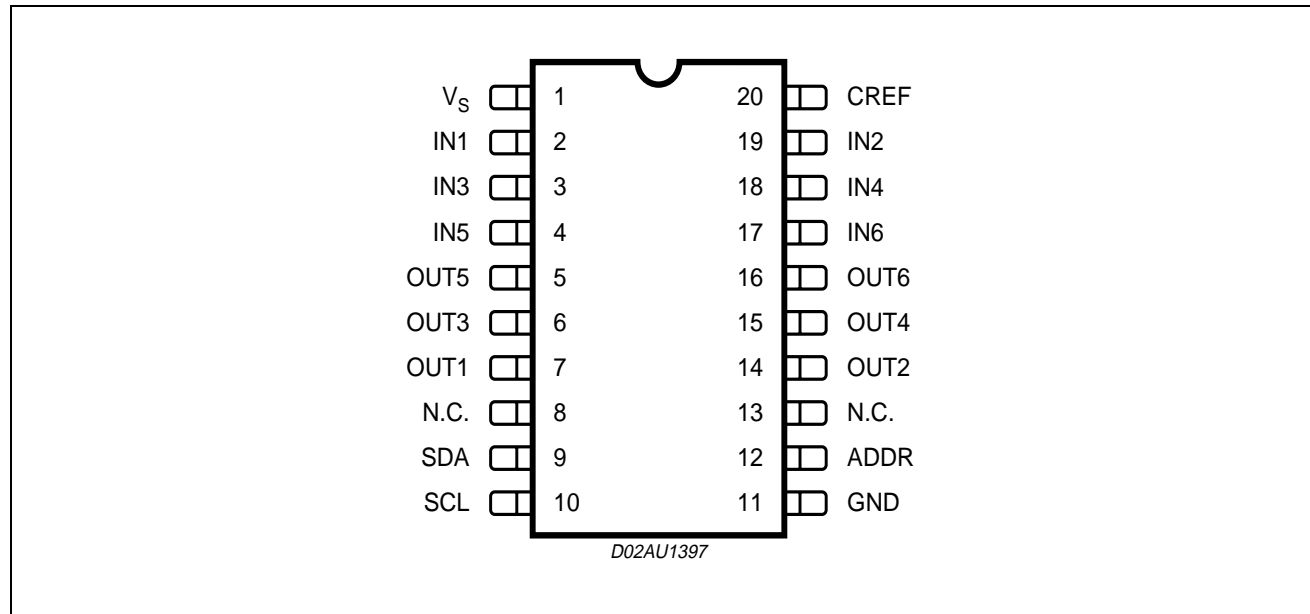 V_S 1 20 CREF
IN1 2 19 IN2
IN3 3 18 IN4
IN5 4 17 IN6
OUT5 5 16 OUT6
OUT3 6 15 OUT4
OUT1 7 14 OUT2
N.C. 8 13 N.C.
SDA 9 12 ADDR
SCL 10 11 GND
D02AU1397